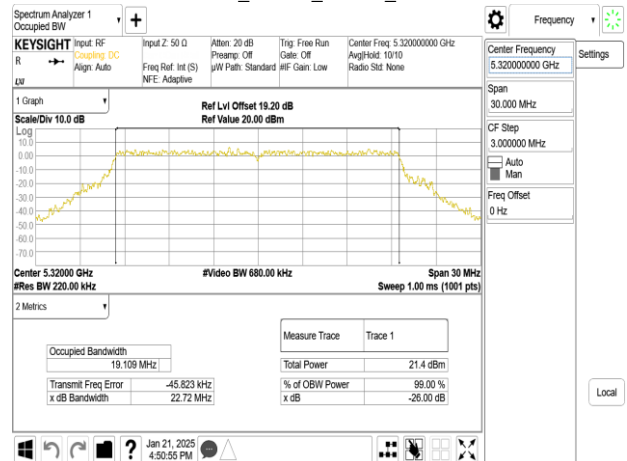 Spectrum Analyzer 1
Occupied BW
Frequency
KEYSIGHT
R
LXI
Input: RF
Coupling: DC
Align: Auto
Input Z: 50 Ω
Freq Ref: Int (S)
NFE: Adaptive
Atten: 20 dB
Preamp: Off
µW Path: Standard
Trig: Free Run
Gate: Off
#IF Gain: Low
Center Freq: 5.320000000 GHz
Avg|Hold: 10/10
Radio Std: None
Center Frequency
5.320000000 GHz
Settings
Span
30.000 MHz
CF Step
3.000000 MHz
Auto
Man
Freq Offset
0 Hz
1 Graph
Scale/Div 10.0 dB
Ref Lvl Offset 19.20 dB
Ref Value 20.00 dBm
Log
10.0
0.00
-10.0
-20.0
-30.0
-40.0
-50.0
-60.0
-70.0
Center 5.32000 GHz
#Video BW 680.00 kHz
Span 30 MHz
#Res BW 220.00 kHz
Sweep 1.00 ms (1001 pts)
2 Metrics
Measure Trace
Trace 1
Occupied Bandwidth
19.109 MHz
Total Power
21.4 dBm
Transmit Freq Error
-45.823 kHz
% of OBW Power
99.00 %
x dB Bandwidth
22.72 MHz
x dB
-26.00 dB
Local
?
Jan 21, 2025
4:50:55 PM